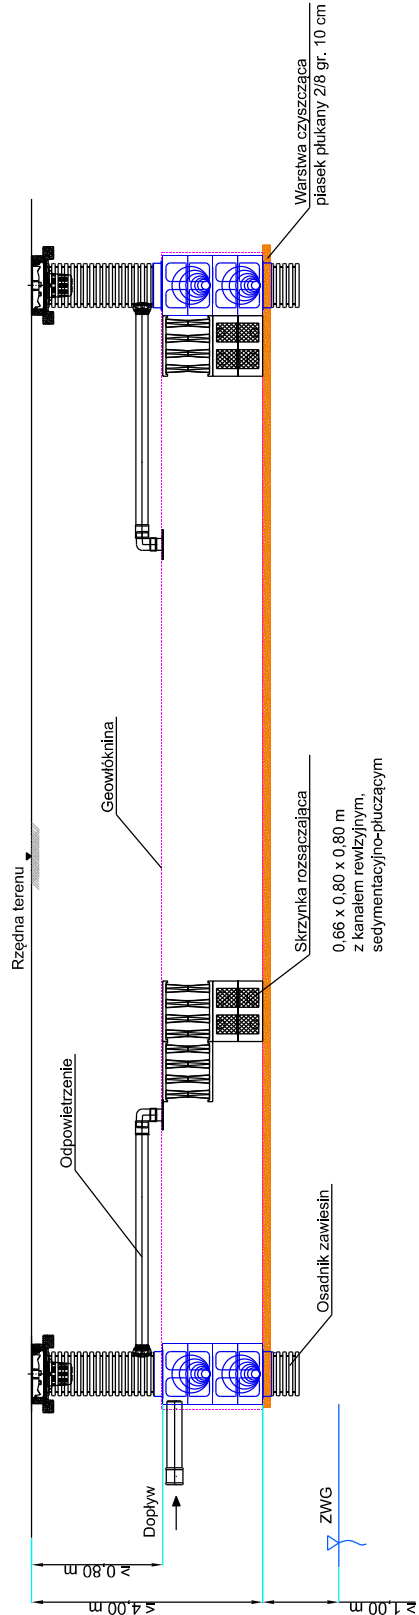 Rzędna terenu
Odpowietrzenie
Geowłóknina
Dopływ
≥ 0,80 m
≤ 4,00 m
≥ 1,00 m
ZWG
Osadnik zawiesin
Skrzynka rozsączająca
0,66 x 0,80 x 0,80 m
z kanałem rewizyjnym,
sedymentacyjno-płuczącym
Warstwa czyszcząca
piasek płukany 2/8 gr. 10 cm